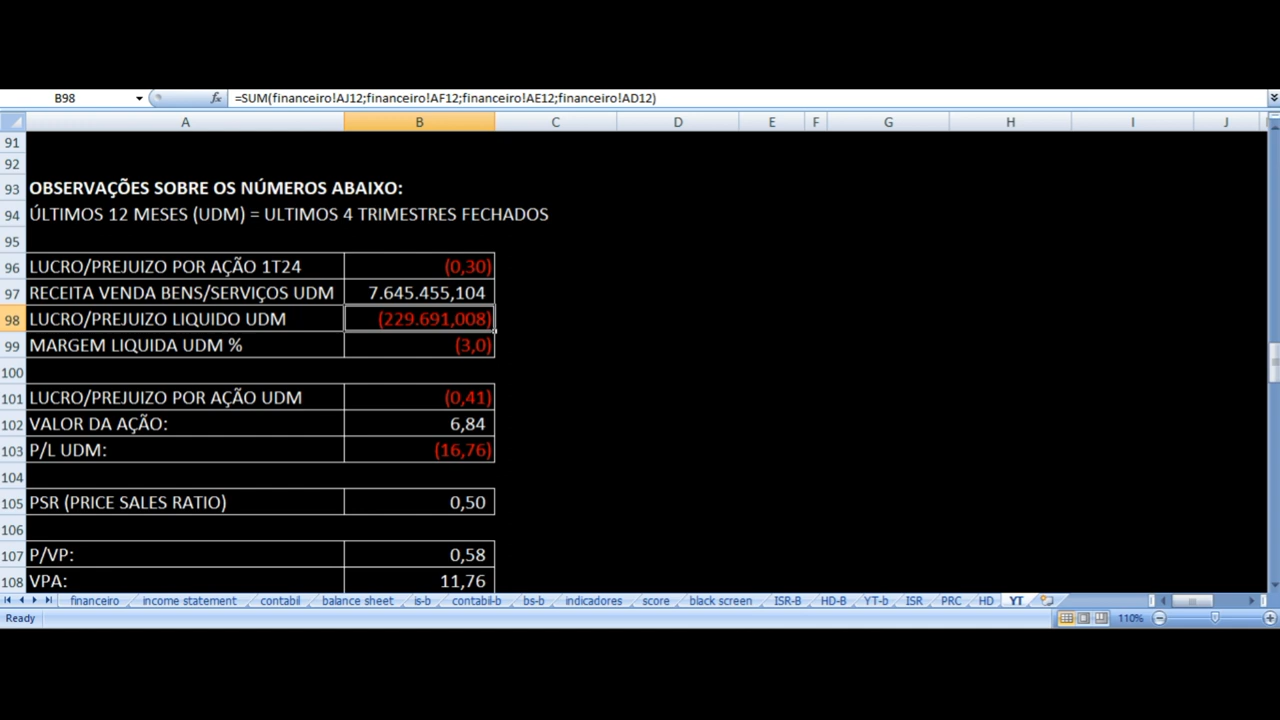 B98 fx =SUM(financeiro!AJ12;financeiro!AF12;financeiro!AE12;financeiro!AD12)
A B C D E F G H I J
91
92
93 OBSERVAÇÕES SOBRE OS NÚMEROS ABAIXO:
94 ÚLTIMOS 12 MESES (UDM) = ULTIMOS 4 TRIMESTRES FECHADOS
95
96 LUCRO/PREJUIZO POR AÇÃO 1T24 (0,30)
97 RECEITA VENDA BENS/SERVIÇOS UDM 7.645.455,104
98 LUCRO/PREJUIZO LIQUIDO UDM (229.691,008)
99 MARGEM LIQUIDA UDM % (3,0)
100
101 LUCRO/PREJUIZO POR AÇÃO UDM (0,41)
102 VALOR DA AÇÃO: 6,84
103 P/L UDM: (16,76)
104
105 PSR (PRICE SALES RATIO) 0,50
106
107 P/VP: 0,58
108 VPA: 11,76
financeiro income statement contabil balance sheet is-b contabil-b bs-b indicadores score black screen ISR-B HD-B YT-b ISR PRC HD YT
Ready 110%